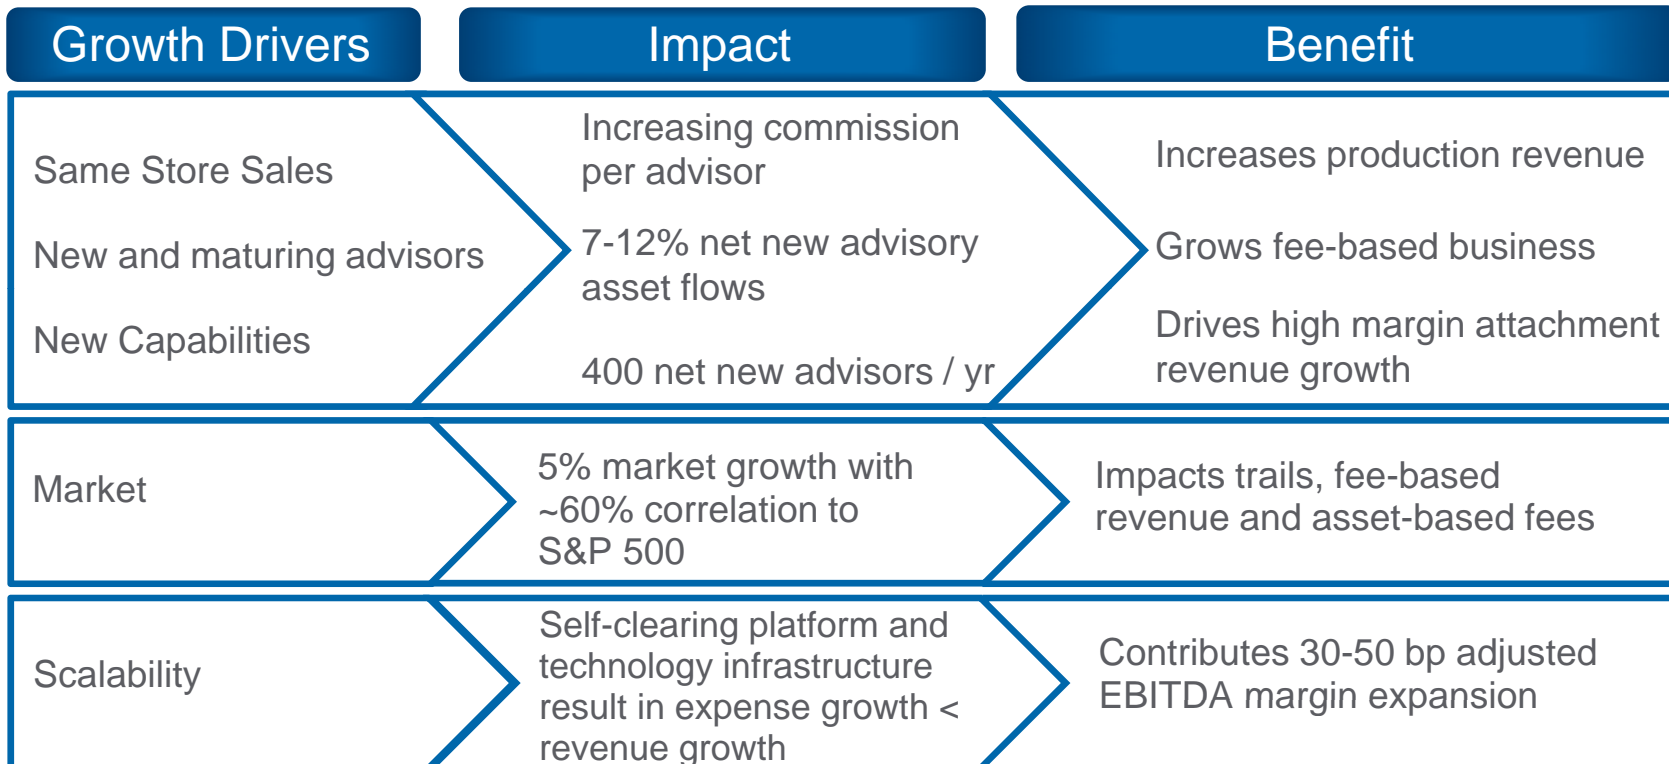 Growth Drivers
Impact
Benefit
Same Store Sales
New and maturing advisors
New Capabilities
Increasing commission
per advisor
7-12% net new advisory
asset flows
400 net new advisors / yr
Increases production revenue
Grows fee-based business
Drives high margin attachment
revenue growth
Market
5% market growth with
~60% correlation to
S&P 500
Impacts trails, fee-based
revenue and asset-based fees
Scalability
Self-clearing platform and
technology infrastructure
result in expense growth <
revenue growth
Contributes 30-50 bp adjusted
EBITDA margin expansion